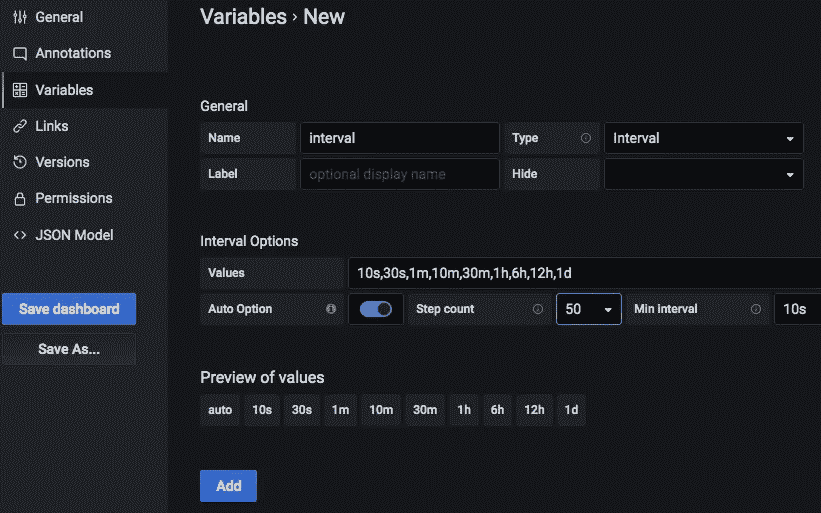 General
Annotations
Variables
Links
Versions
Permissions
JSON Model
Save dashboard
Save As...
Variables › New
General
Name interval Type Interval
Label optional display name Hide
Interval Options
Values 10s,30s,1m,10m,30m,1h,6h,12h,1d
Auto Option Step count 50 Min interval 10s
Preview of values
auto 10s 30s 1m 10m 30m 1h 6h 12h 1d
Add